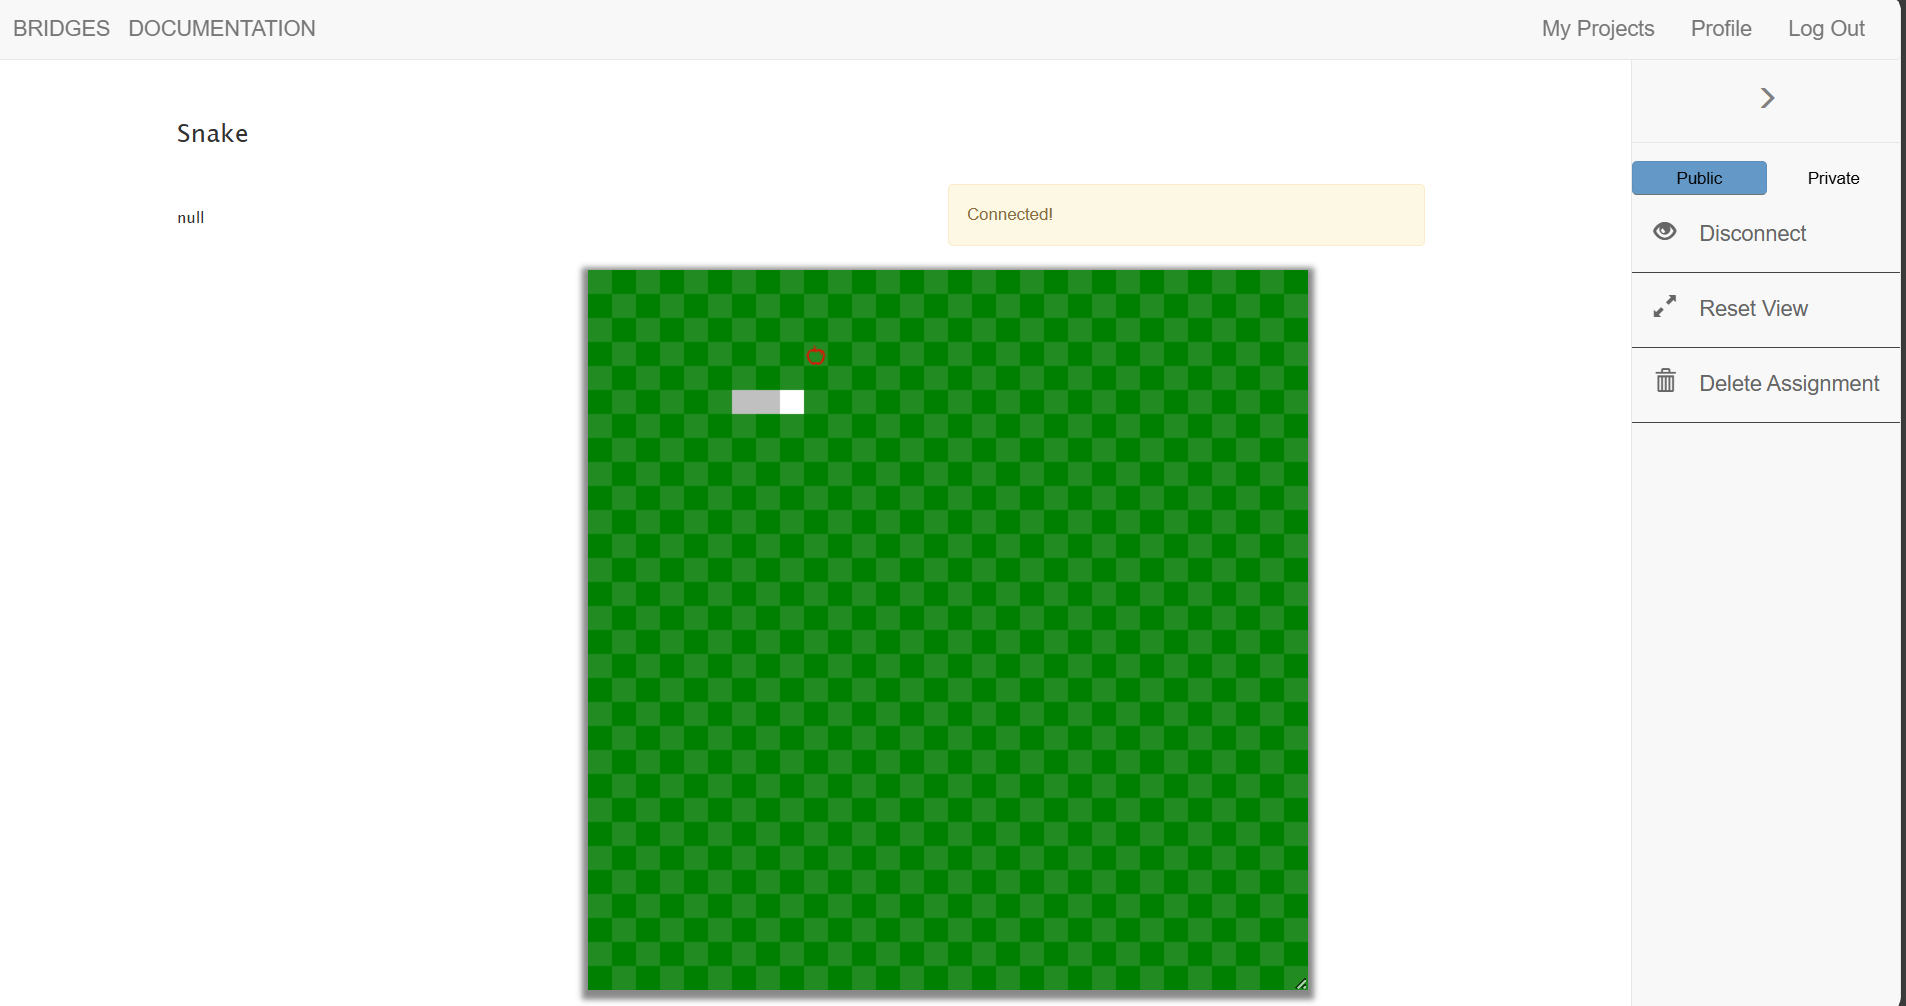 BRIDGES DOCUMENTATION My Projects Profile Log Out
Snake
Public Private
null
Connected!
Disconnect
Reset View
Delete Assignment